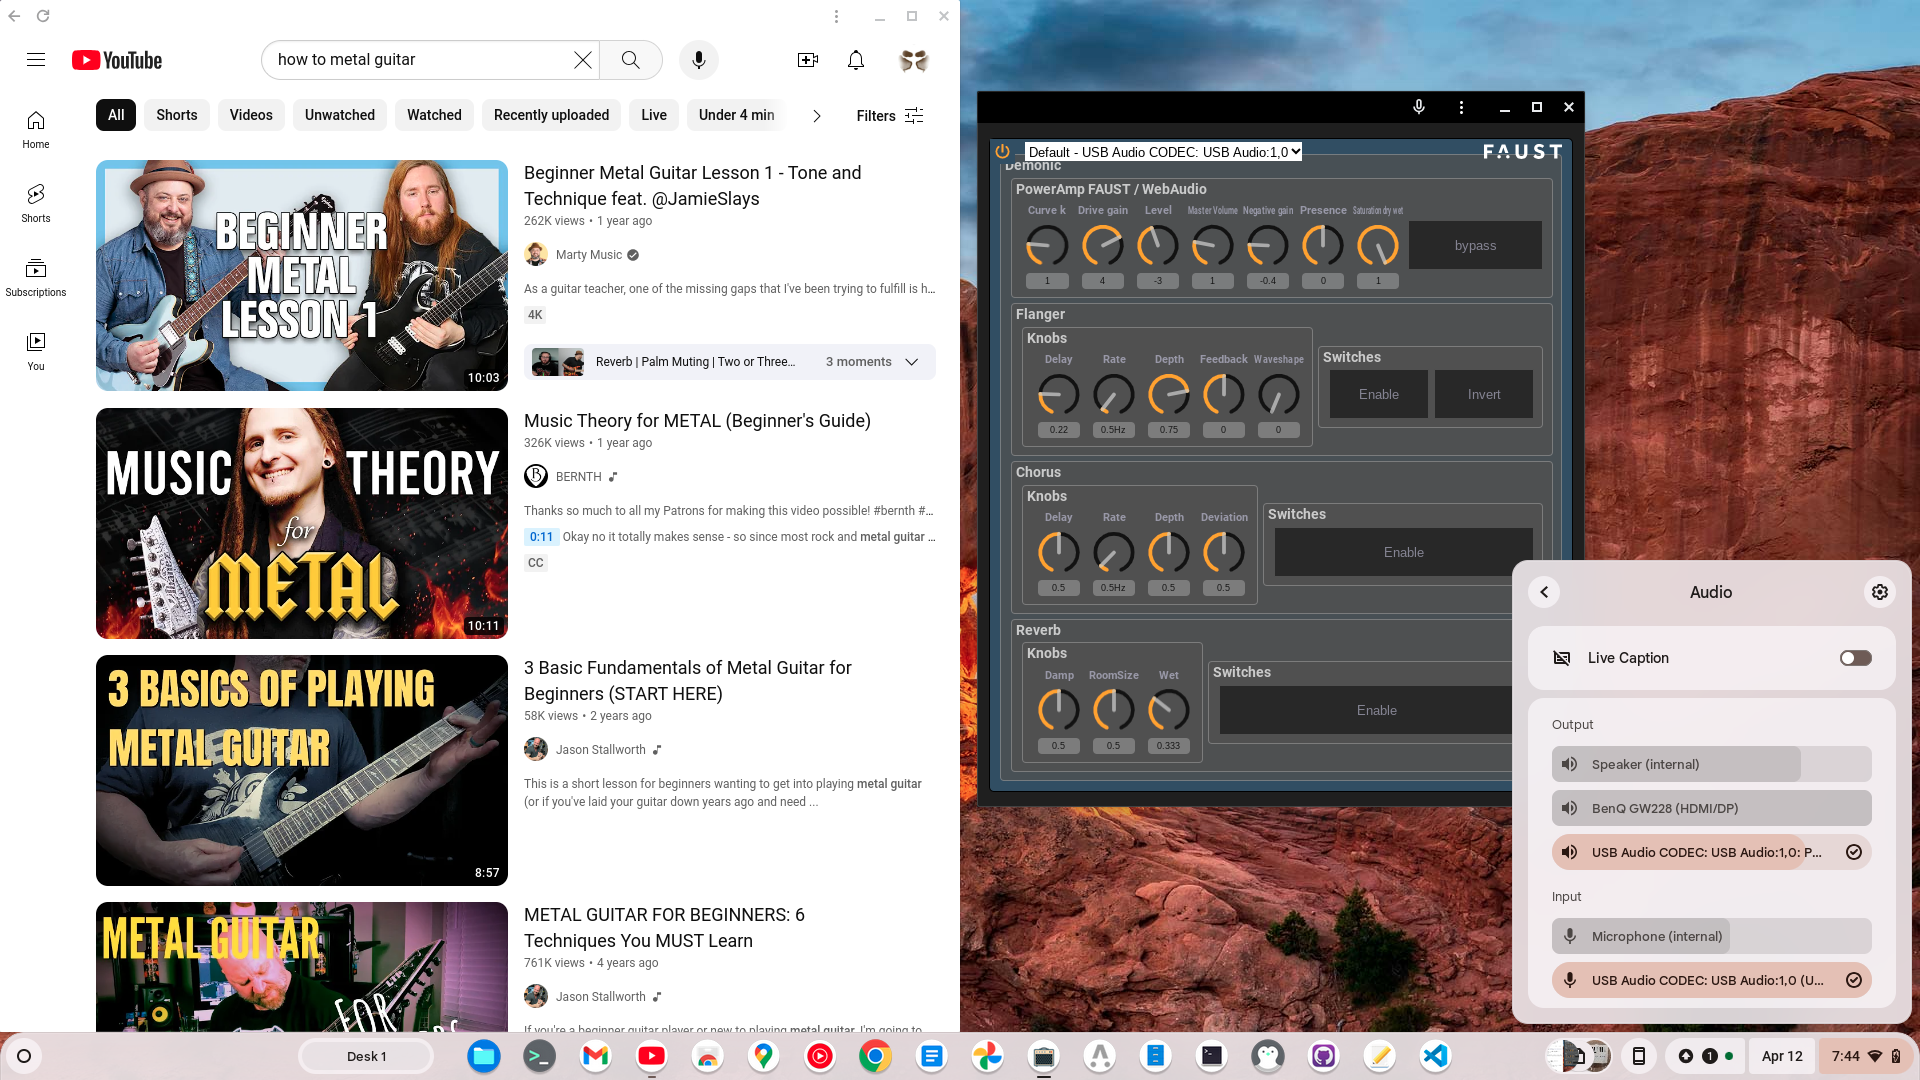 YouTube
how to metal guitar
All
Shorts
Videos
Unwatched
Watched
Recently uploaded
Live
Under 4 min
Filters
Home
Shorts
Subscriptions
You
BEGINNER
METAL
LESSON 1
10:03
Beginner Metal Guitar Lesson 1 - Tone and
Technique feat. @JamieSlays
262K views • 1 year ago
Marty Music
As a guitar teacher, one of the missing gaps that I've been trying to fulfill is h...
4K
Reverb | Palm Muting | Two or Three...
3 moments
MUSIC THEORY
for
METAL
10:11
Music Theory for METAL (Beginner's Guide)
326K views • 1 year ago
BERNTH
Thanks so much to all my Patrons for making this video possible! #bernth #...
0:11 Okay no it totally makes sense - so since most rock and metal guitar ...
CC
3 BASICS OF PLAYING
METAL GUITAR
8:57
3 Basic Fundamentals of Metal Guitar for
Beginners (START HERE)
58K views • 2 years ago
Jason Stallworth
This is a short lesson for beginners wanting to get into playing metal guitar
(or if you've laid your guitar down years ago and need ...
METAL GUITAR
FOR
METAL GUITAR FOR BEGINNERS: 6
Techniques You MUST Learn
761K views • 4 years ago
Jason Stallworth
If you're a beginner guitar player or new to playing metal guitar, I'm going to
Default - USB Audio CODEC: USB Audio:1,0
FAUST
Demonic
PowerAmp FAUST / WebAudio
Curve k
Drive gain
Level
Master Volume
Negative gain
Presence
Saturation dry wet
1
4
-3
1
-0.4
0
1
bypass
Flanger
Knobs
Delay
Rate
Depth
Feedback
Waveshape
0.22
0.5Hz
0.75
0
0
Switches
Enable
Invert
Chorus
Knobs
Delay
Rate
Depth
Deviation
0.5
0.5Hz
0.5
0.5
Switches
Enable
Reverb
Knobs
Damp
RoomSize
Wet
0.5
0.5
0.333
Switches
Enable
Audio
Live Caption
Output
Speaker (internal)
BenQ GW228 (HDMI/DP)
USB Audio CODEC: USB Audio:1,0: P...
Input
Microphone (internal)
USB Audio CODEC: USB Audio:1,0 (U...
Desk 1
1
Apr 12
7:44